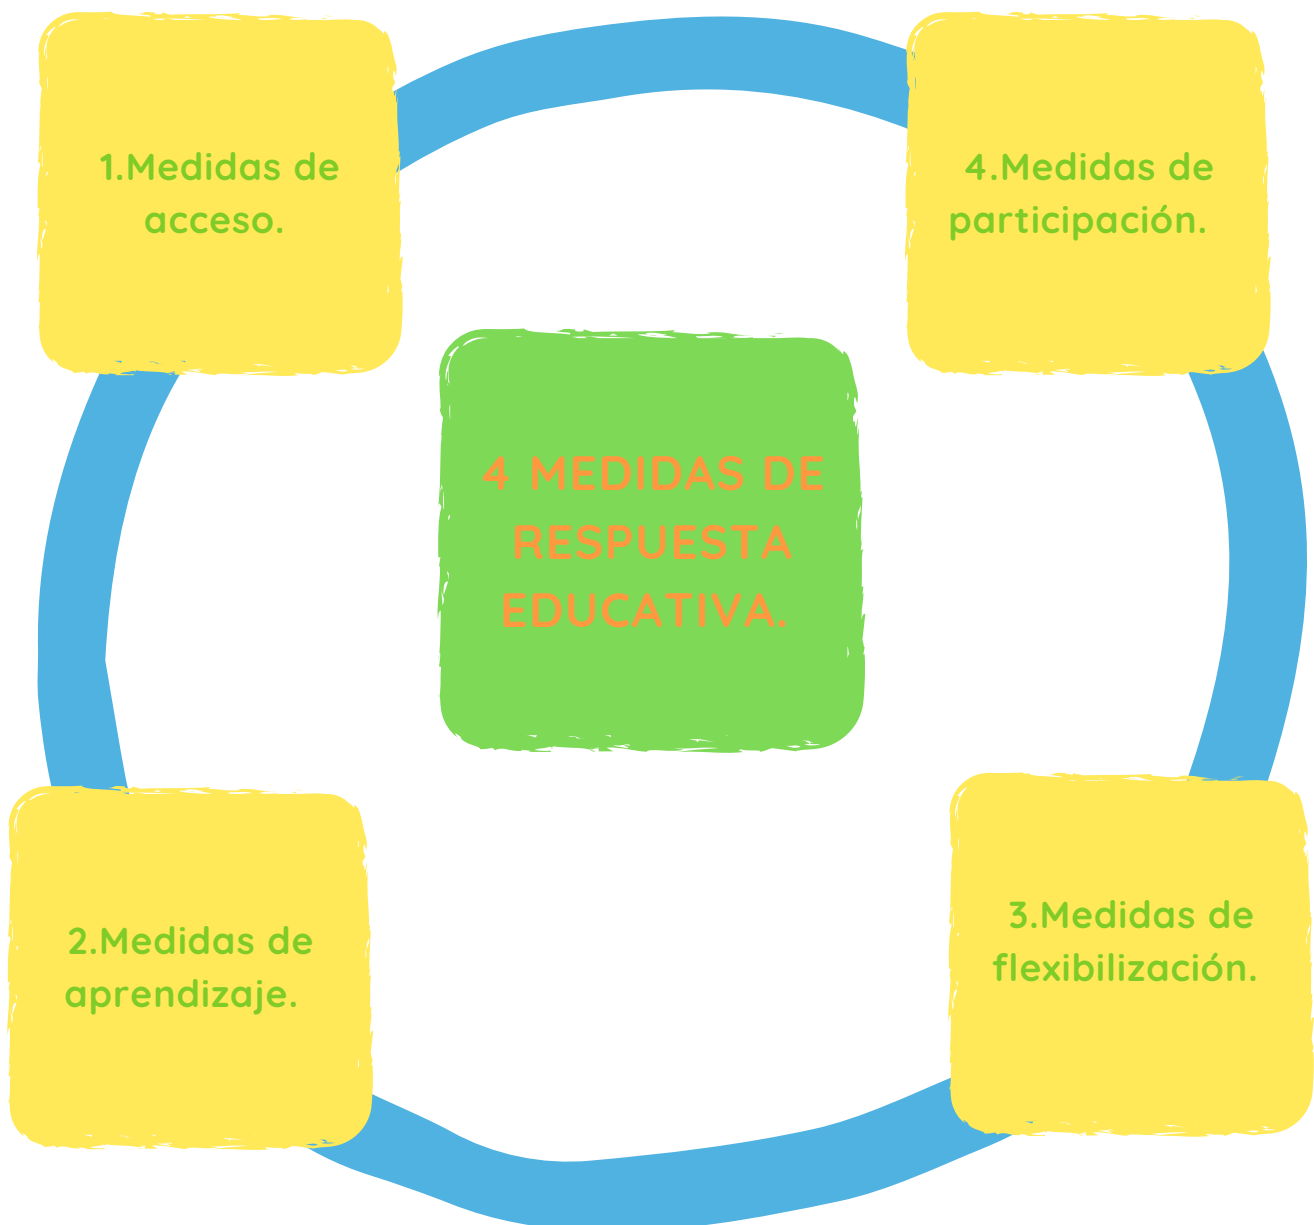 1.Medidas de
acceso.
4.Medidas de
participación.
4 MEDIDAS DE
RESPUESTA
EDUCATIVA.
2.Medidas de
aprendizaje.
3.Medidas de
flexibilización.